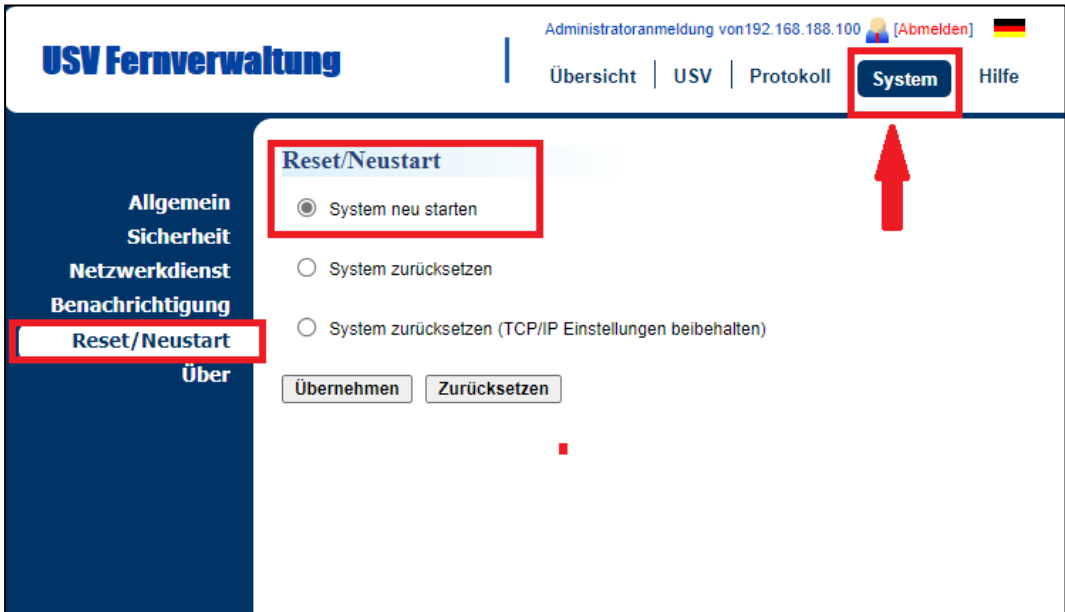 Administratoranmeldung von192.168.188.100 [Abmelden]
USV Fernverwaltung
Übersicht | USV | Protokoll System Hilfe
Reset/Neustart
Allgemein
Sicherheit
Netzwerkdienst
Benachrichtigung
Reset/Neustart
Über
System neu starten
System zurücksetzen
System zurücksetzen (TCP/IP Einstellungen beibehalten)
Übernehmen Zurücksetzen